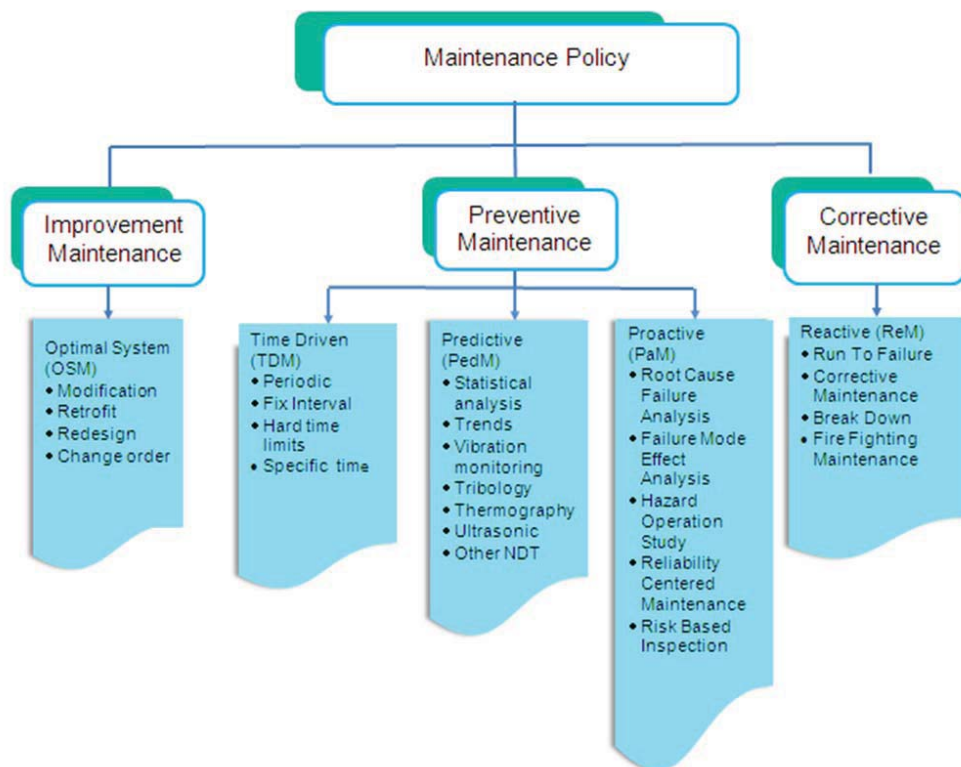 Maintenance Policy
Improvement
Maintenance
Preventive
Maintenance
Corrective
Maintenance
Optimal System
(OSM)
• Modification
• Retrofit
• Redesign
• Change order
Time Driven
(TDM)
• Periodic
• Fix Interval
• Hard time
limits
• Specific time
Predictive
(PedM)
• Statistical
analysis
• Trends
• Vibration
monitoring
• Tribology
• Thermography
• Ultrasonic
• Other NDT
Proactive
(PaM)
• Root Cause
Failure
Analysis
• Failure Mode
Effect
Analysis
• Hazard
Operation
Study
• Reliability
Centered
Maintenance
• Risk Based
Inspection
Reactive (ReM)
• Run To Failure
• Corrective
Maintenance
• Break Down
• Fire Fighting
Maintenance